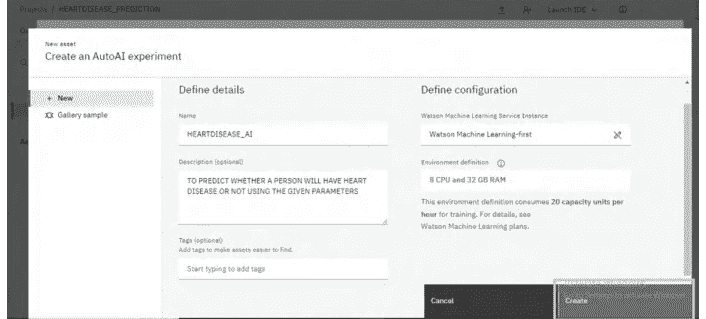 Projects / HEARTDISEASE_PREDICTION
Launch IDE
New asset
Create an AutoAI experiment
+ New
Gallery sample
Define details
Name
HEARTDISEASE_AI
Description (optional)
TO PREDICT WHETHER A PERSON WILL HAVE HEART
DISEASE OR NOT USING THE GIVEN PARAMETERS
Tags (optional)
Add tags to make assets easier to find.
Start typing to add tags
Define configuration
Watson Machine Learning Service Instance
Watson Machine Learning-first
Environment definition
8 CPU and 32 GB RAM
This environment definition consumes 20 capacity units per
hour for training. For details, see
Watson Machine Learning plans.
Cancel
Create